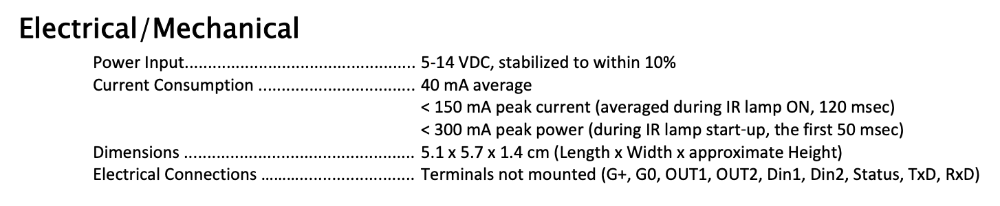 Electrical/Mechanical
Power Input.................................................. 5-14 VDC, stabilized to within 10%
Current Consumption .................................. 40 mA average
< 150 mA peak current (averaged during IR lamp ON, 120 msec)
< 300 mA peak power (during IR lamp start-up, the first 50 msec)
Dimensions .................................................. 5.1 x 5.7 x 1.4 cm (Length x Width x approximate Height)
Electrical Connections ................................. Terminals not mounted (G+, G0, OUT1, OUT2, Din1, Din2, Status, TxD, RxD)